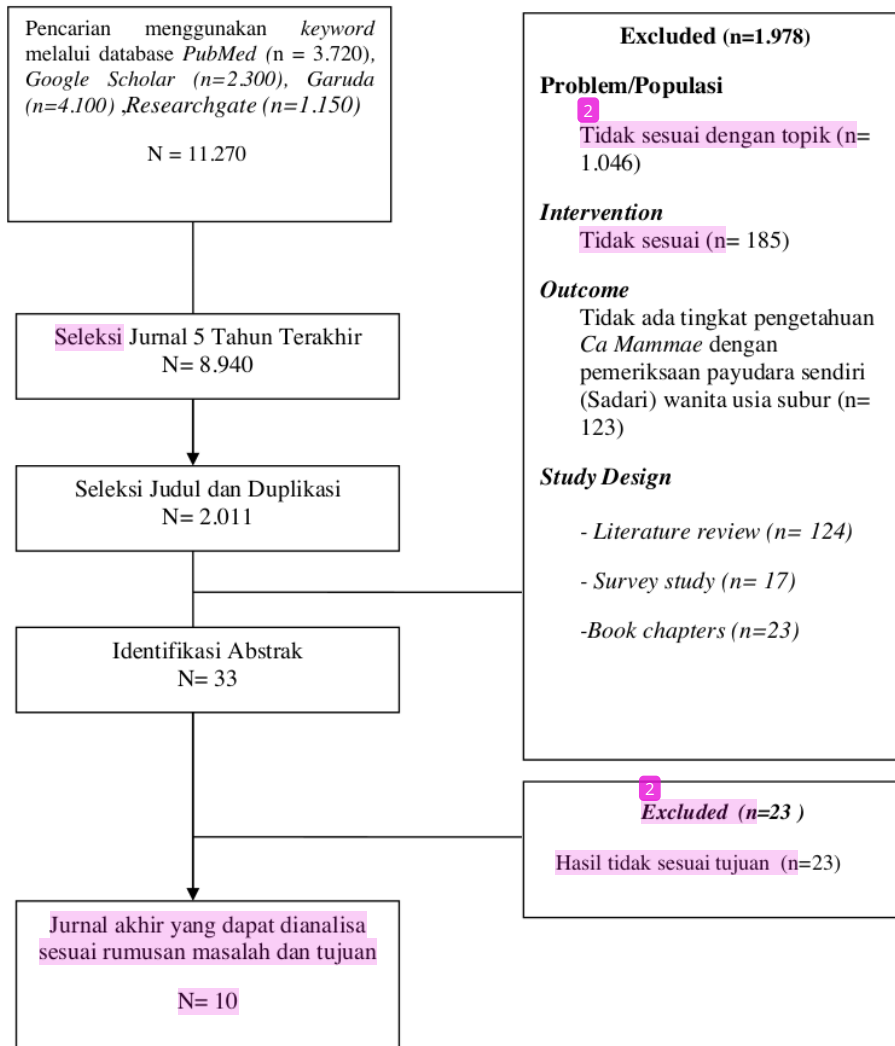 Pencarian menggunakan keyword
melalui database PubMed (n = 3.720),
Google Scholar (n=2.300), Garuda
(n=4.100) ,Researchgate (n=1.150)
N = 11.270
Seleksi Jurnal 5 Tahun Terakhir
N= 8.940
Seleksi Judul dan Duplikasi
N= 2.011
Identifikasi Abstrak
N= 33
Jurnal akhir yang dapat dianalisa
sesuai rumusan masalah dan tujuan
N= 10
Excluded (n=1.978)
Problem/Populasi
2
Tidak sesuai dengan topik (n=
1.046)
Intervention
Tidak sesuai (n= 185)
Outcome
Tidak ada tingkat pengetahuan
Ca Mammae dengan
pemeriksaan payudara sendiri
(Sadari) wanita usia subur (n=
123)
Study Design
- Literature review (n= 124)
- Survey study (n= 17)
-Book chapters (n=23)
2
Excluded (n=23 )
Hasil tidak sesuai tujuan (n=23)